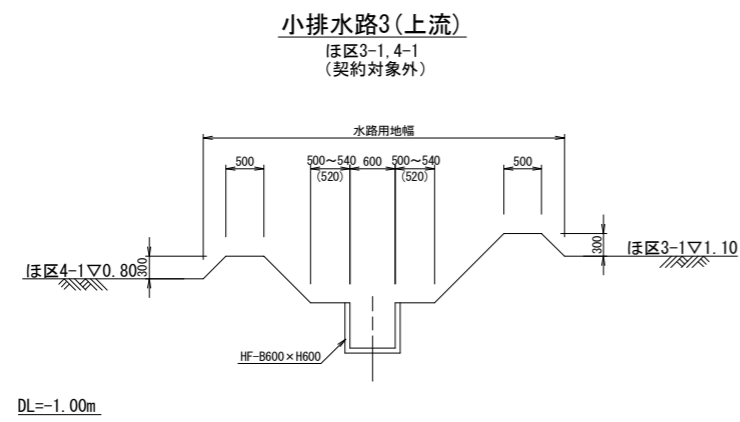 小排水路3(上流)
ほ区3-1,4-1
(契約対象外)
水路用地幅
500
500～540
600
500～540
500
(520)
(520)
300
ほ区3-1▽1.10
ほ区4-1▽0.80
300
HF-B600×H600
DL=-1.00m